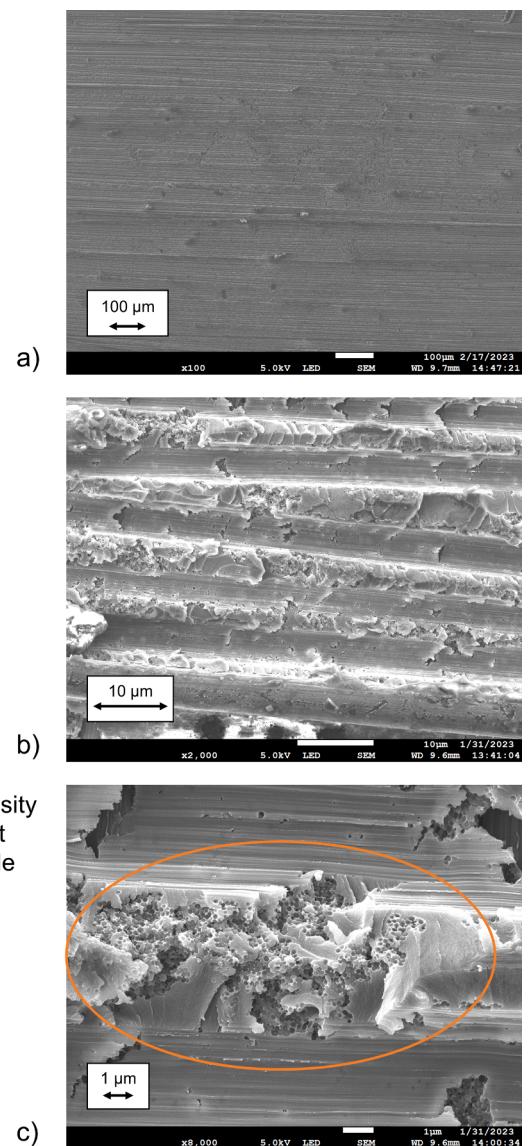 100 µm
100µm 2/17/2023
x100 5.0kV LED SEM WD 9.7mm 14:47:21
a)
10 µm
10µm 1/31/2023
x2,000 5.0kV LED SEM WD 9.6mm 13:41:04
b)
sity
t
le
1 µm
1µm 1/31/2023
x8,000 5.0kV LED SEM WD 9.6mm 14:00:34
c)